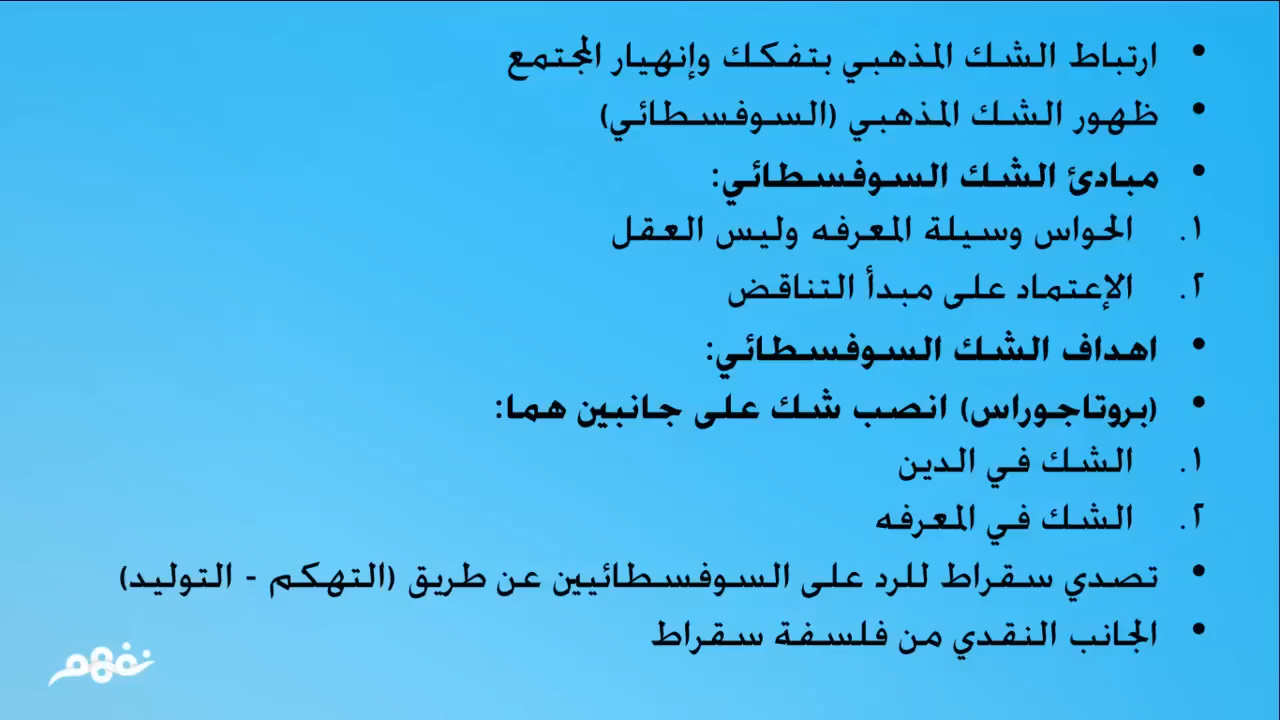 • ارتباط الشك المذهبي بتفكك وإنهيار المجتمع
• ظهور الشك المذهبي (السوفسطائي)
• مبادئ الشك السوفسطائي:
١. الحواس وسيلة المعرفه وليس العقل
٢. الإعتماد على مبدأ التناقض
• اهداف الشك السوفسطائي:
• (بروتاجوراس) انصب شك على جانبين هما:
١. الشك في الدين
٢. الشك في المعرفه
• تصدي سقراط للرد على السوفسطائيين عن طريق (التهكم - التوليد)
• الجانب النقدي من فلسفة سقراط
نفهم